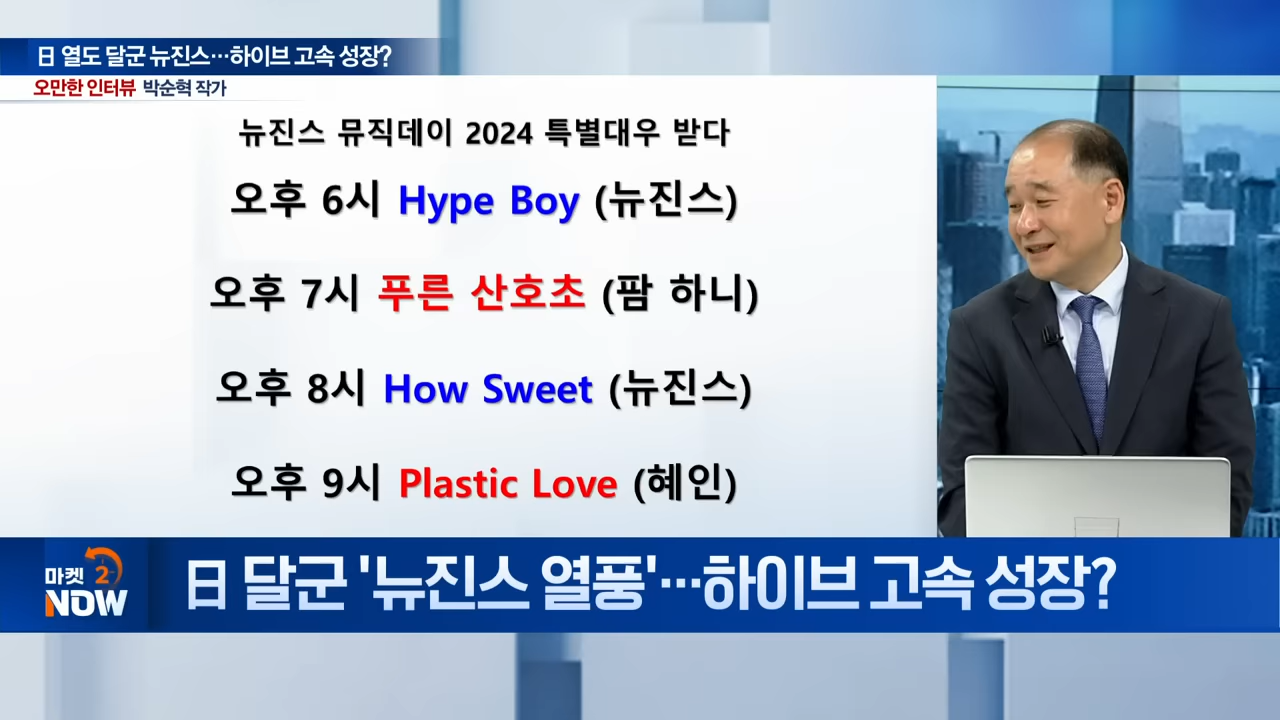 日 열도 달군 뉴진스…하이브 고속 성장?
오만한 인터뷰 박순혁 작가
뉴진스 뮤직데이 2024 특별대우 받다
오후 6시 Hype Boy (뉴진스)
오후 7시 푸른 산호초 (팜 하니)
오후 8시 How Sweet (뉴진스)
오후 9시 Plastic Love (혜인)
마켓 2
NOW
日 달군 '뉴진스 열풍'…하이브 고속 성장?